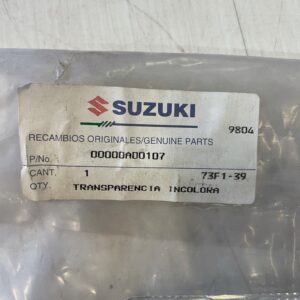 SUZUKI
9804
RECAMBIOS ORIGINALES/GENUINE PARTS
P/No. 00000A00107
CANT. 1 73F1-39
QTY. TRANSPARENCIA INCOLORA